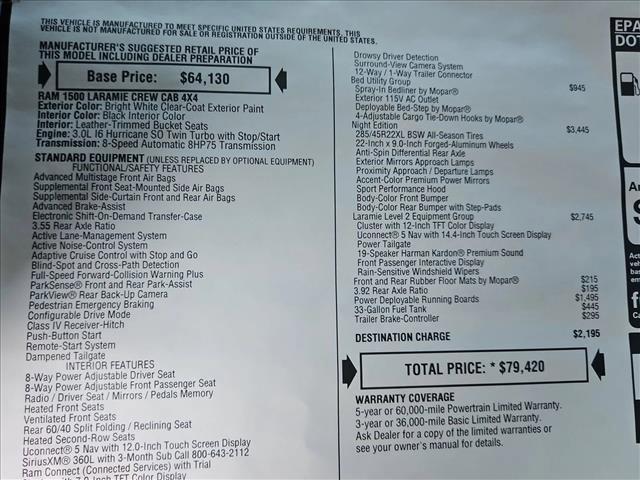 THIS VEHICLE IS MANUFACTURED TO MEET SPECIFIC UNITED STATES REQUIREMENTS. THIS
VEHICLE IS NOT MANUFACTURED FOR SALE OR REGISTRATION OUTSIDE OF THE UNITED STATES.
MANUFACTURER'S SUGGESTED RETAIL PRICE OF
THIS MODEL INCLUDING DEALER PREPARATION
Base Price: $64,130
RAM 1500 LARAMIE CREW CAB 4X4
Exterior Color: Bright White Clear-Coat Exterior Paint
Interior Color: Black Interior Color
Interior: Leather-Trimmed Bucket Seats
Engine: 3.0L I6 Hurricane SO Twin Turbo with Stop/Start
Transmission: 8-Speed Automatic 8HP75 Transmission
STANDARD EQUIPMENT (UNLESS REPLACED BY OPTIONAL EQUIPMENT)
FUNCTIONAL/SAFETY FEATURES
Advanced Multistage Front Air Bags
Supplemental Front Seat-Mounted Side Air Bags
Supplemental Side-Curtain Front and Rear Air Bags
Advanced Brake-Assist
Electronic Shift-On-Demand Transfer-Case
3.55 Rear Axle Ratio
Active Lane-Management System
Active Noise-Control System
Adaptive Cruise Control with Stop and Go
Blind-Spot and Cross-Path Detection
Full-Speed Forward-Collision Warning Plus
ParkSense® Front and Rear Park-Assist
ParkView® Rear Back-Up Camera
Pedestrian Emergency Braking
Configurable Drive Mode
Class IV Receiver-Hitch
Push-Button Start
Remote-Start System
Dampened Tailgate
INTERIOR FEATURES
8-Way Power Adjustable Driver Seat
8-Way Power Adjustable Front Passenger Seat
Radio / Driver Seat / Mirrors / Pedals Memory
Heated Front Seats
Ventilated Front Seats
Rear 60/40 Split Folding / Reclining Seat
Heated Second-Row Seats
Uconnect® 5 Nav with 12.0-Inch Touch Screen Display
SiriusXM® 360L with 3-Month Sub Call 800-643-2112
Ram Connect (Connected Services) with Trial
7.0-Inch TFT Color Display
Drowsy Driver Detection
Surround-View Camera System
12-Way / 1-Way Trailer Connector
Bed Utility Group $945
Spray-In Bedliner by Mopar®
Exterior 115V AC Outlet
Deployable Bed-Step by Mopar®
4-Adjustable Cargo Tie-Down Hooks by Mopar®
Night Edition $3,445
285/45R22XL BSW All-Season Tires
22-Inch x 9.0-Inch Forged-Aluminum Wheels
Anti-Spin Differential Rear Axle
Exterior Mirrors Approach Lamps
Proximity Approach / Departure Lamps
Accent-Color Premium Power Mirrors
Sport Performance Hood
Body-Color Front Bumper
Body-Color Rear Bumper with Step-Pads
Laramie Level 2 Equipment Group $2,745
Cluster with 12-Inch TFT Color Display
Uconnect® 5 Nav with 14.4-Inch Touch Screen Display
Power Tailgate
19-Speaker Harman Kardon® Premium Sound
Front Passenger Interactive Display
Rain-Sensitive Windshield Wipers
Front and Rear Rubber Floor Mats by Mopar® $215
3.92 Rear Axle Ratio $195
Power Deployable Running Boards $1,495
33-Gallon Fuel Tank $445
Trailer Brake-Controller $295
DESTINATION CHARGE $2,195
TOTAL PRICE: * $79,420
WARRANTY COVERAGE
5-year or 60,000-mile Powertrain Limited Warranty.
3-year or 36,000-mile Basic Limited Warranty.
Ask Dealer for a copy of the limited warranties or
see your owner's manual for details.
EPA
DOT